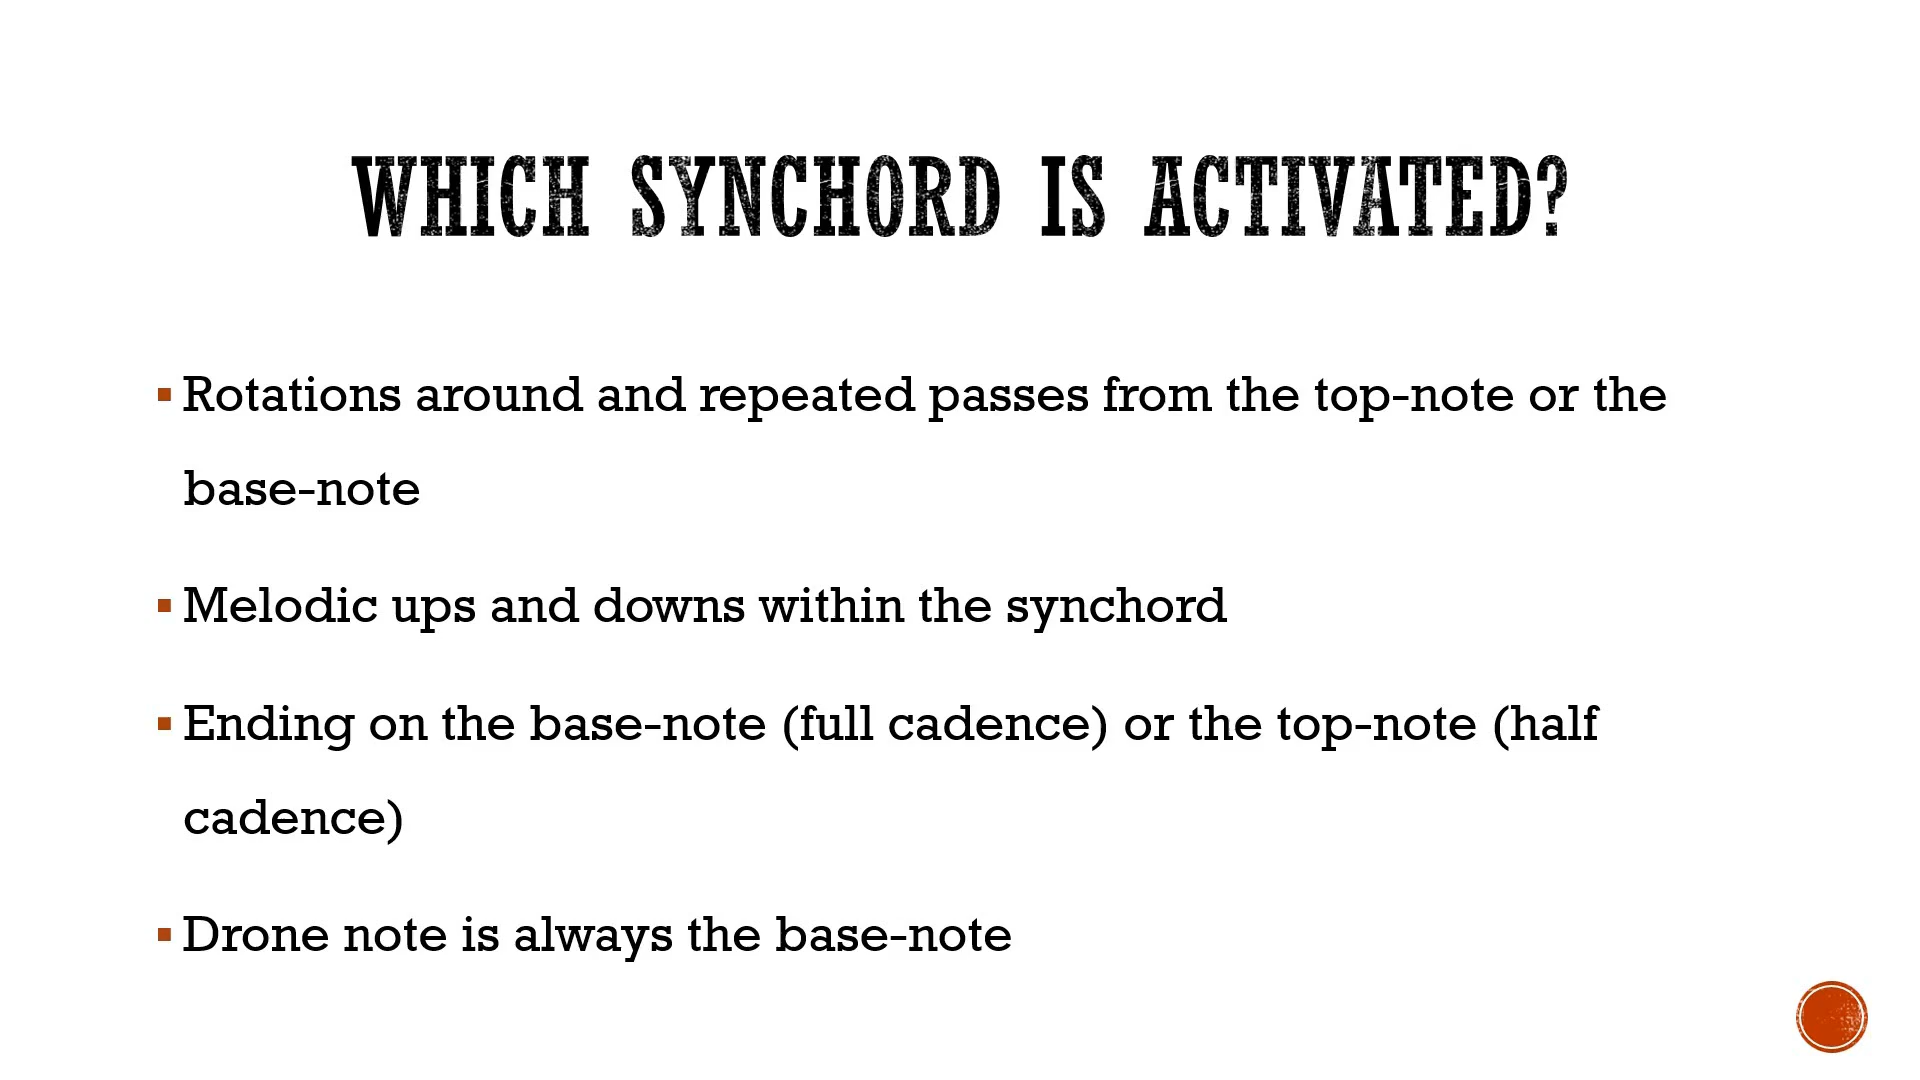 WHICH SYNCHORD IS ACTIVATED?
▪ Rotations around and repeated passes from the top-note or the
base-note
▪ Melodic ups and downs within the synchord
▪ Ending on the base-note (full cadence) or the top-note (half
cadence)
▪ Drone note is always the base-note